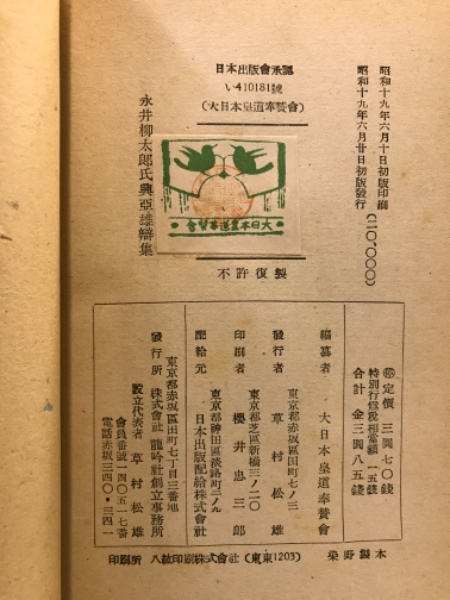 昭和十九年六月十日初版印刷
昭和十九年六月廿日初版發行(二〇,〇〇〇)
日本出版會承認
い410181號
(大日本皇道奉賛會)
大日本皇道奉賛會
不許復製
永井柳太郎氏興亞雄辯集
定價 三圓七〇錢
特別行爲税相當額 一五錢
合計 金三圓八五錢
編纂者 大日本皇道奉賛會
東京都赤坂區田町七ノ三
發行者 草村松雄
東京都芝區新橋三ノ二〇
印刷者 櫻井忠三郎
東京都神田區淡路町二ノ九
配給元 日本出版配給株式會社
東京都赤坂區田町七丁目三番地
發行所 株式會社 龍吟社創立事務所
設立代表者 草村松雄
會員番號一四〇五一七番
電話赤坂三四〇・三四一
印刷所 八紘印刷株式會社 (東東1203)
染野製本